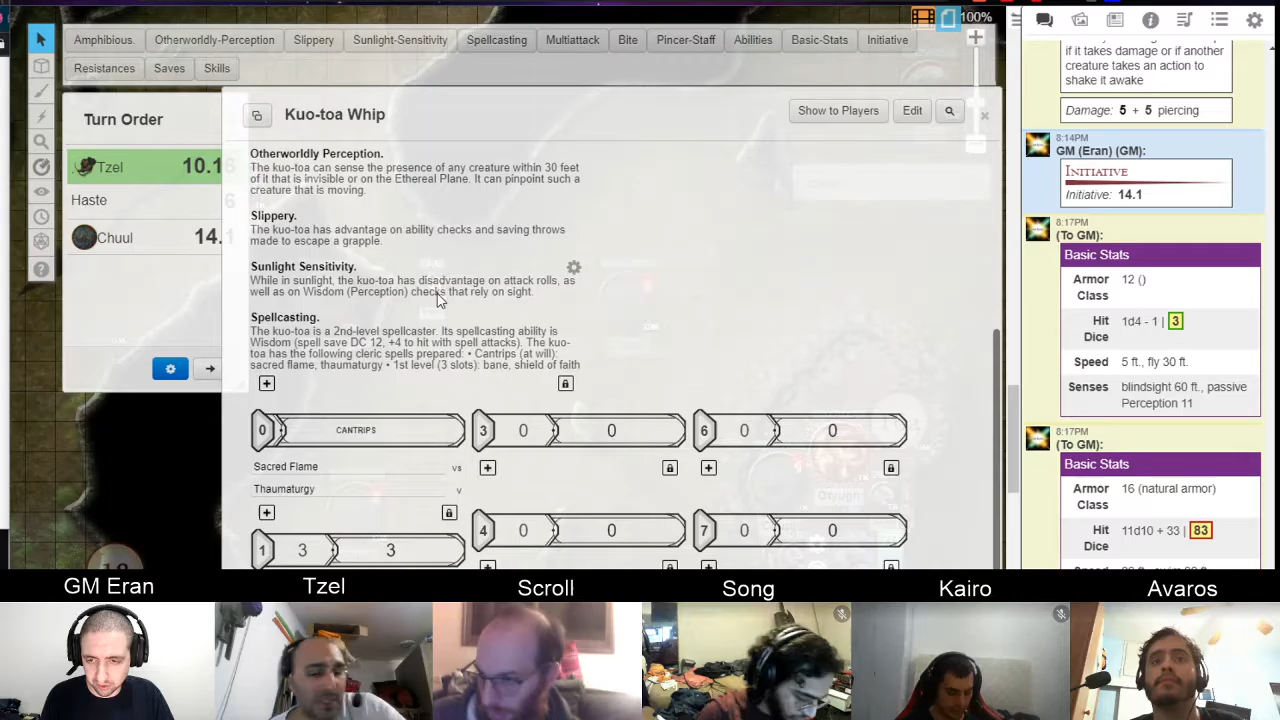 100%
Amphibious. Otherworldly-Perception Slippery Sunlight-Sensitivity Spellcasting Multiattack Bite Pincer-Staff Abilities Basic-Stats Initiative
Resistances Saves Skills
Turn Order
Tzel 10.16
Haste 6
Chuul 14.1
Kuo-toa Whip
Show to Players Edit
Otherworldly Perception.
The kuo-toa can sense the presence of any creature within 30 feet
of it that is invisible or on the Ethereal Plane. It can pinpoint such a
creature that is moving.
Slippery.
The kuo-toa has advantage on ability checks and saving throws
made to escape a grapple.
Sunlight Sensitivity.
While in sunlight, the kuo-toa has disadvantage on attack rolls, as
well as on Wisdom (Perception) checks that rely on sight.
Spellcasting.
The kuo-toa is a 2nd-level spellcaster. Its spellcasting ability is
Wisdom (spell save DC 12, +4 to hit with spell attacks). The kuo-
toa has the following cleric spells prepared: • Cantrips (at will):
sacred flame, thaumaturgy • 1st level (3 slots): bane, shield of faith
0 CANTRIPS 3 0 0 6 0 0
Sacred Flame vs
Thaumaturgy v
4 0 0 7 0 0
1 3 3
Otyugh
if it takes damage or if another
creature takes an action to
shake it awake
Damage: 5 + 5 piercing
8:14PM
GM (Eran) (GM):
INITIATIVE
Initiative: 14.1
8:17PM
(To GM):
Basic Stats
Armor Class 12 ()
Hit Dice 1d4 - 1 | 3
Speed 5 ft., fly 30 ft.
Senses blindsight 60 ft., passive
Perception 11
8:17PM
(To GM):
Basic Stats
Armor Class 16 (natural armor)
Hit Dice 11d10 + 33 | 83
GM Eran Tzel Scroll Song Kairo Avaros